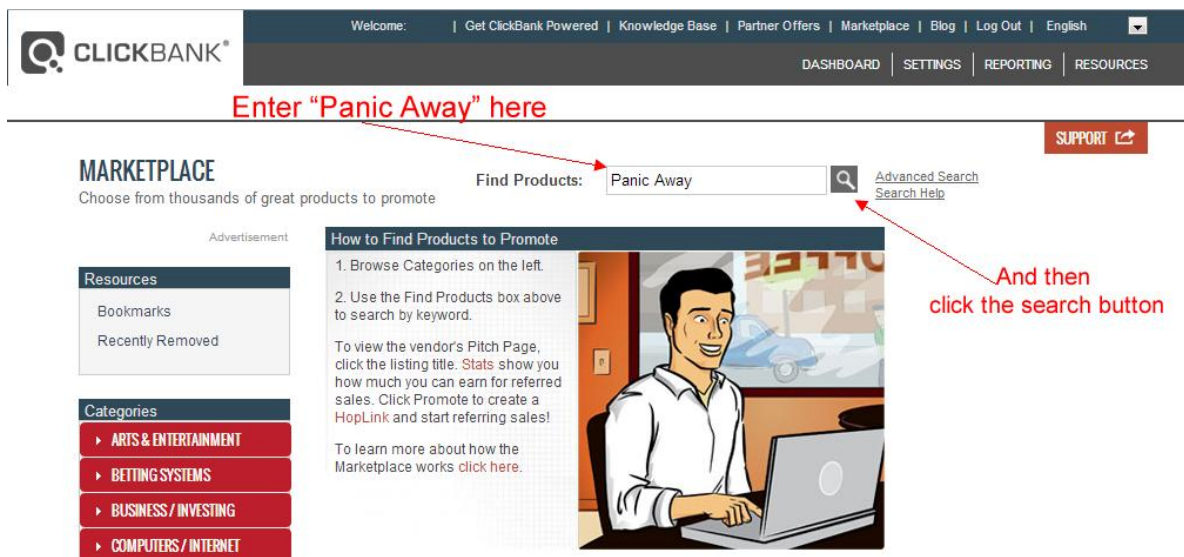 Welcome: | Get ClickBank Powered | Knowledge Base | Partner Offers | Marketplace | Blog | Log Out | English
CLICKBANK®
DASHBOARD | SETTINGS | REPORTING | RESOURCES
Enter “Panic Away” here
SUPPORT
MARKETPLACE
Choose from thousands of great products to promote
Find Products: Panic Away
Advanced Search
Search Help
Advertisement
Resources
Bookmarks
Recently Removed
Categories
ARTS & ENTERTAINMENT
BETTING SYSTEMS
BUSINESS / INVESTING
COMPUTERS / INTERNET
How to Find Products to Promote
1. Browse Categories on the left.
2. Use the Find Products box above
to search by keyword.
To view the vendor's Pitch Page,
click the listing title. Stats show you
how much you can earn for referred
sales. Click Promote to create a
HopLink and start referring sales!
To learn more about how the
Marketplace works click here.
COFFEE
And then
click the search button